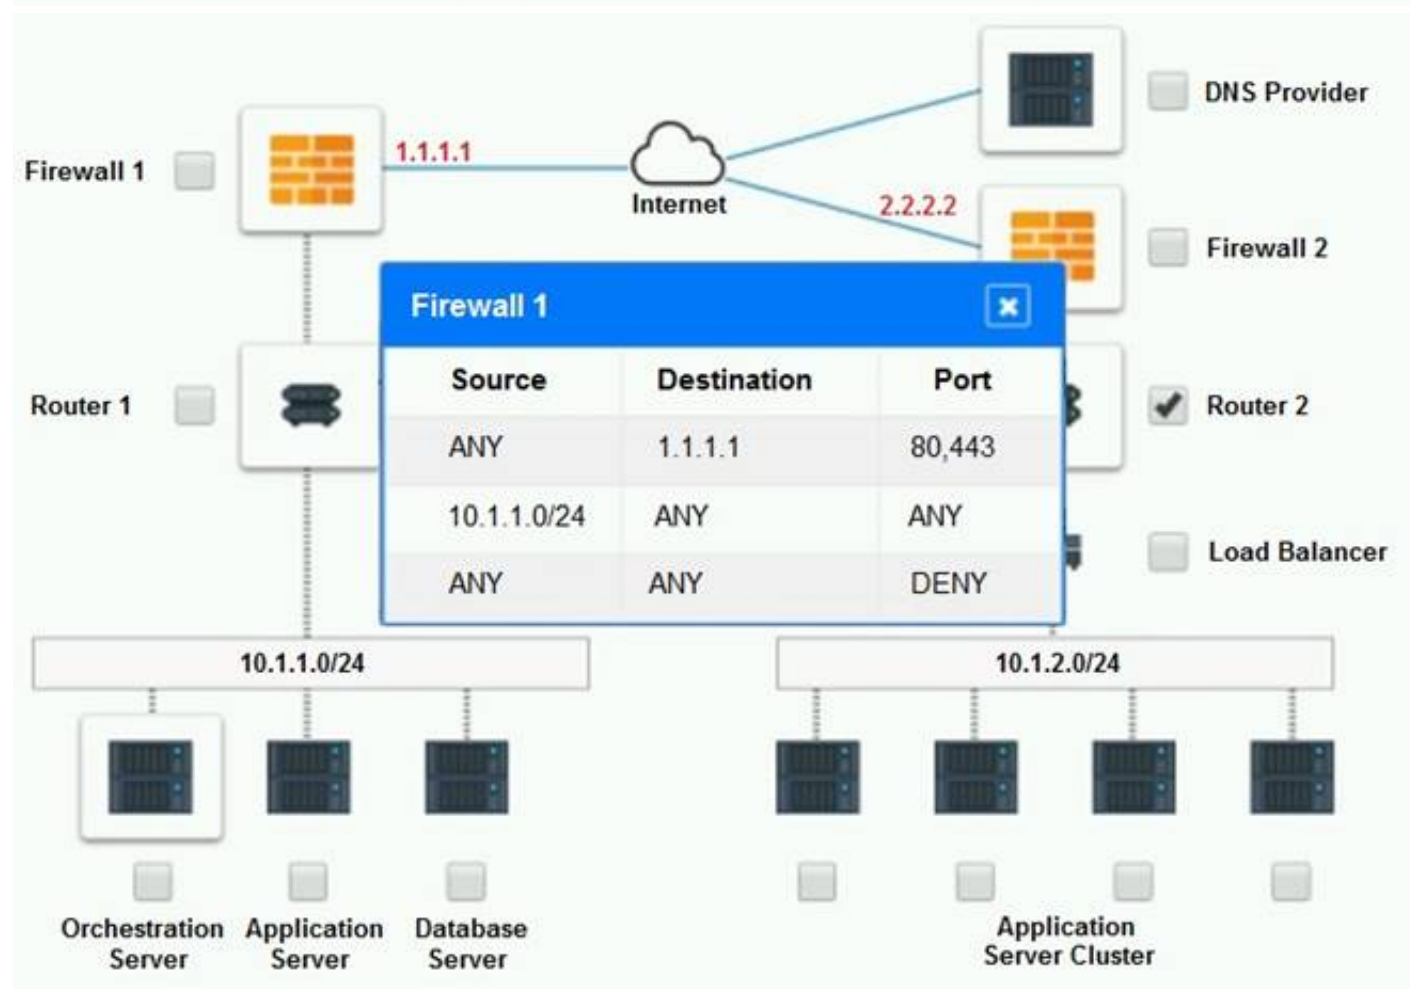 DNS Provider
Firewall 1
1.1.1.1
Internet
2.2.2.2
Firewall 2
Firewall 1
Source Destination Port
ANY 1.1.1.1 80,443
10.1.1.0/24 ANY ANY
ANY ANY DENY
Router 1
Router 2
Load Balancer
10.1.1.0/24
10.1.2.0/24
Orchestration
Server
Application
Server
Database
Server
Application
Server Cluster